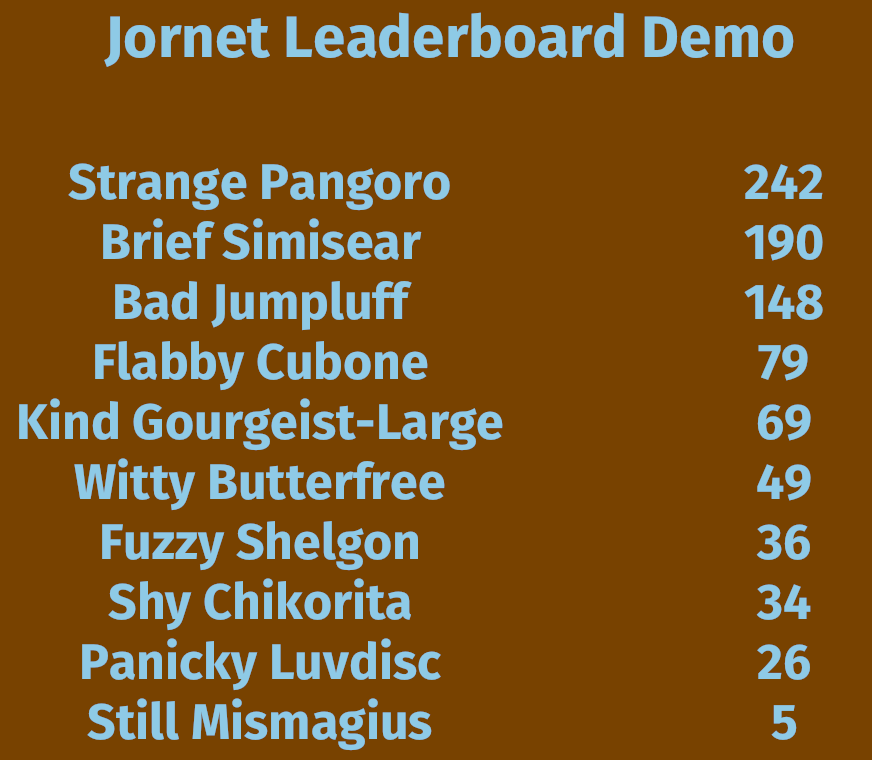 Jornet Leaderboard Demo
Strange Pangoro 242
Brief Simisear 190
Bad Jumpluff 148
Flabby Cubone 79
Kind Gourgeist-Large 69
Witty Butterfree 49
Fuzzy Shelgon 36
Shy Chikorita 34
Panicky Luvdisc 26
Still Mismagius 5